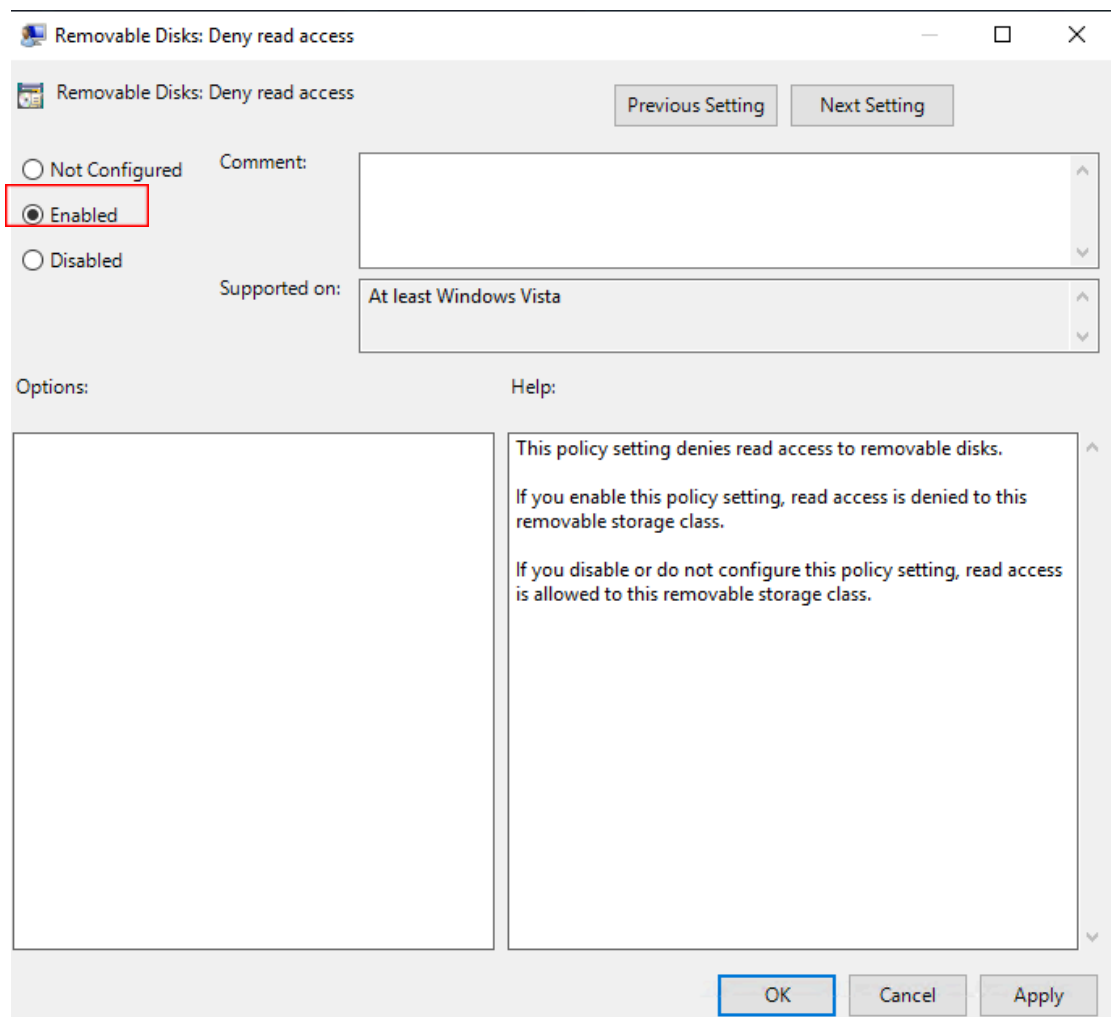 Removable Disks: Deny read access
Removable Disks: Deny read access
Previous Setting
Next Setting
Not Configured
Comment:
Enabled
Disabled
Supported on:
At least Windows Vista
Options:
Help:
This policy setting denies read access to removable disks.
If you enable this policy setting, read access is denied to this
removable storage class.
If you disable or do not configure this policy setting, read access
is allowed to this removable storage class.
OK
Cancel
Apply